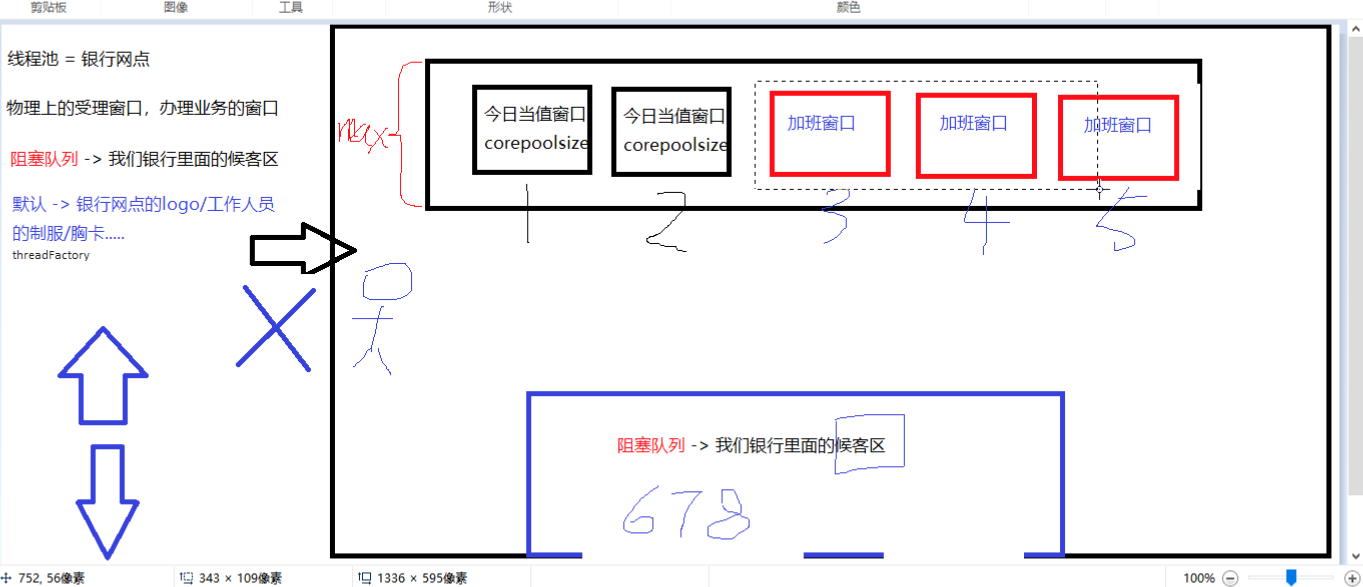 剪贴板 图像 工具 形状 颜色
线程池 = 银行网点
物理上的受理窗口，办理业务的窗口
阻塞队列 -> 我们银行里面的候客区
默认 -> 银行网点的logo/工作人员
的制服/胸卡.....
threadFactory
max
今日当值窗口
corepoolsize
今日当值窗口
corepoolsize
加班窗口
加班窗口
加班窗口
1 2 3 4 5
阻塞队列 -> 我们银行里面的候客区
678
752, 56像素 343 × 109像素 1336 × 595像素 100%